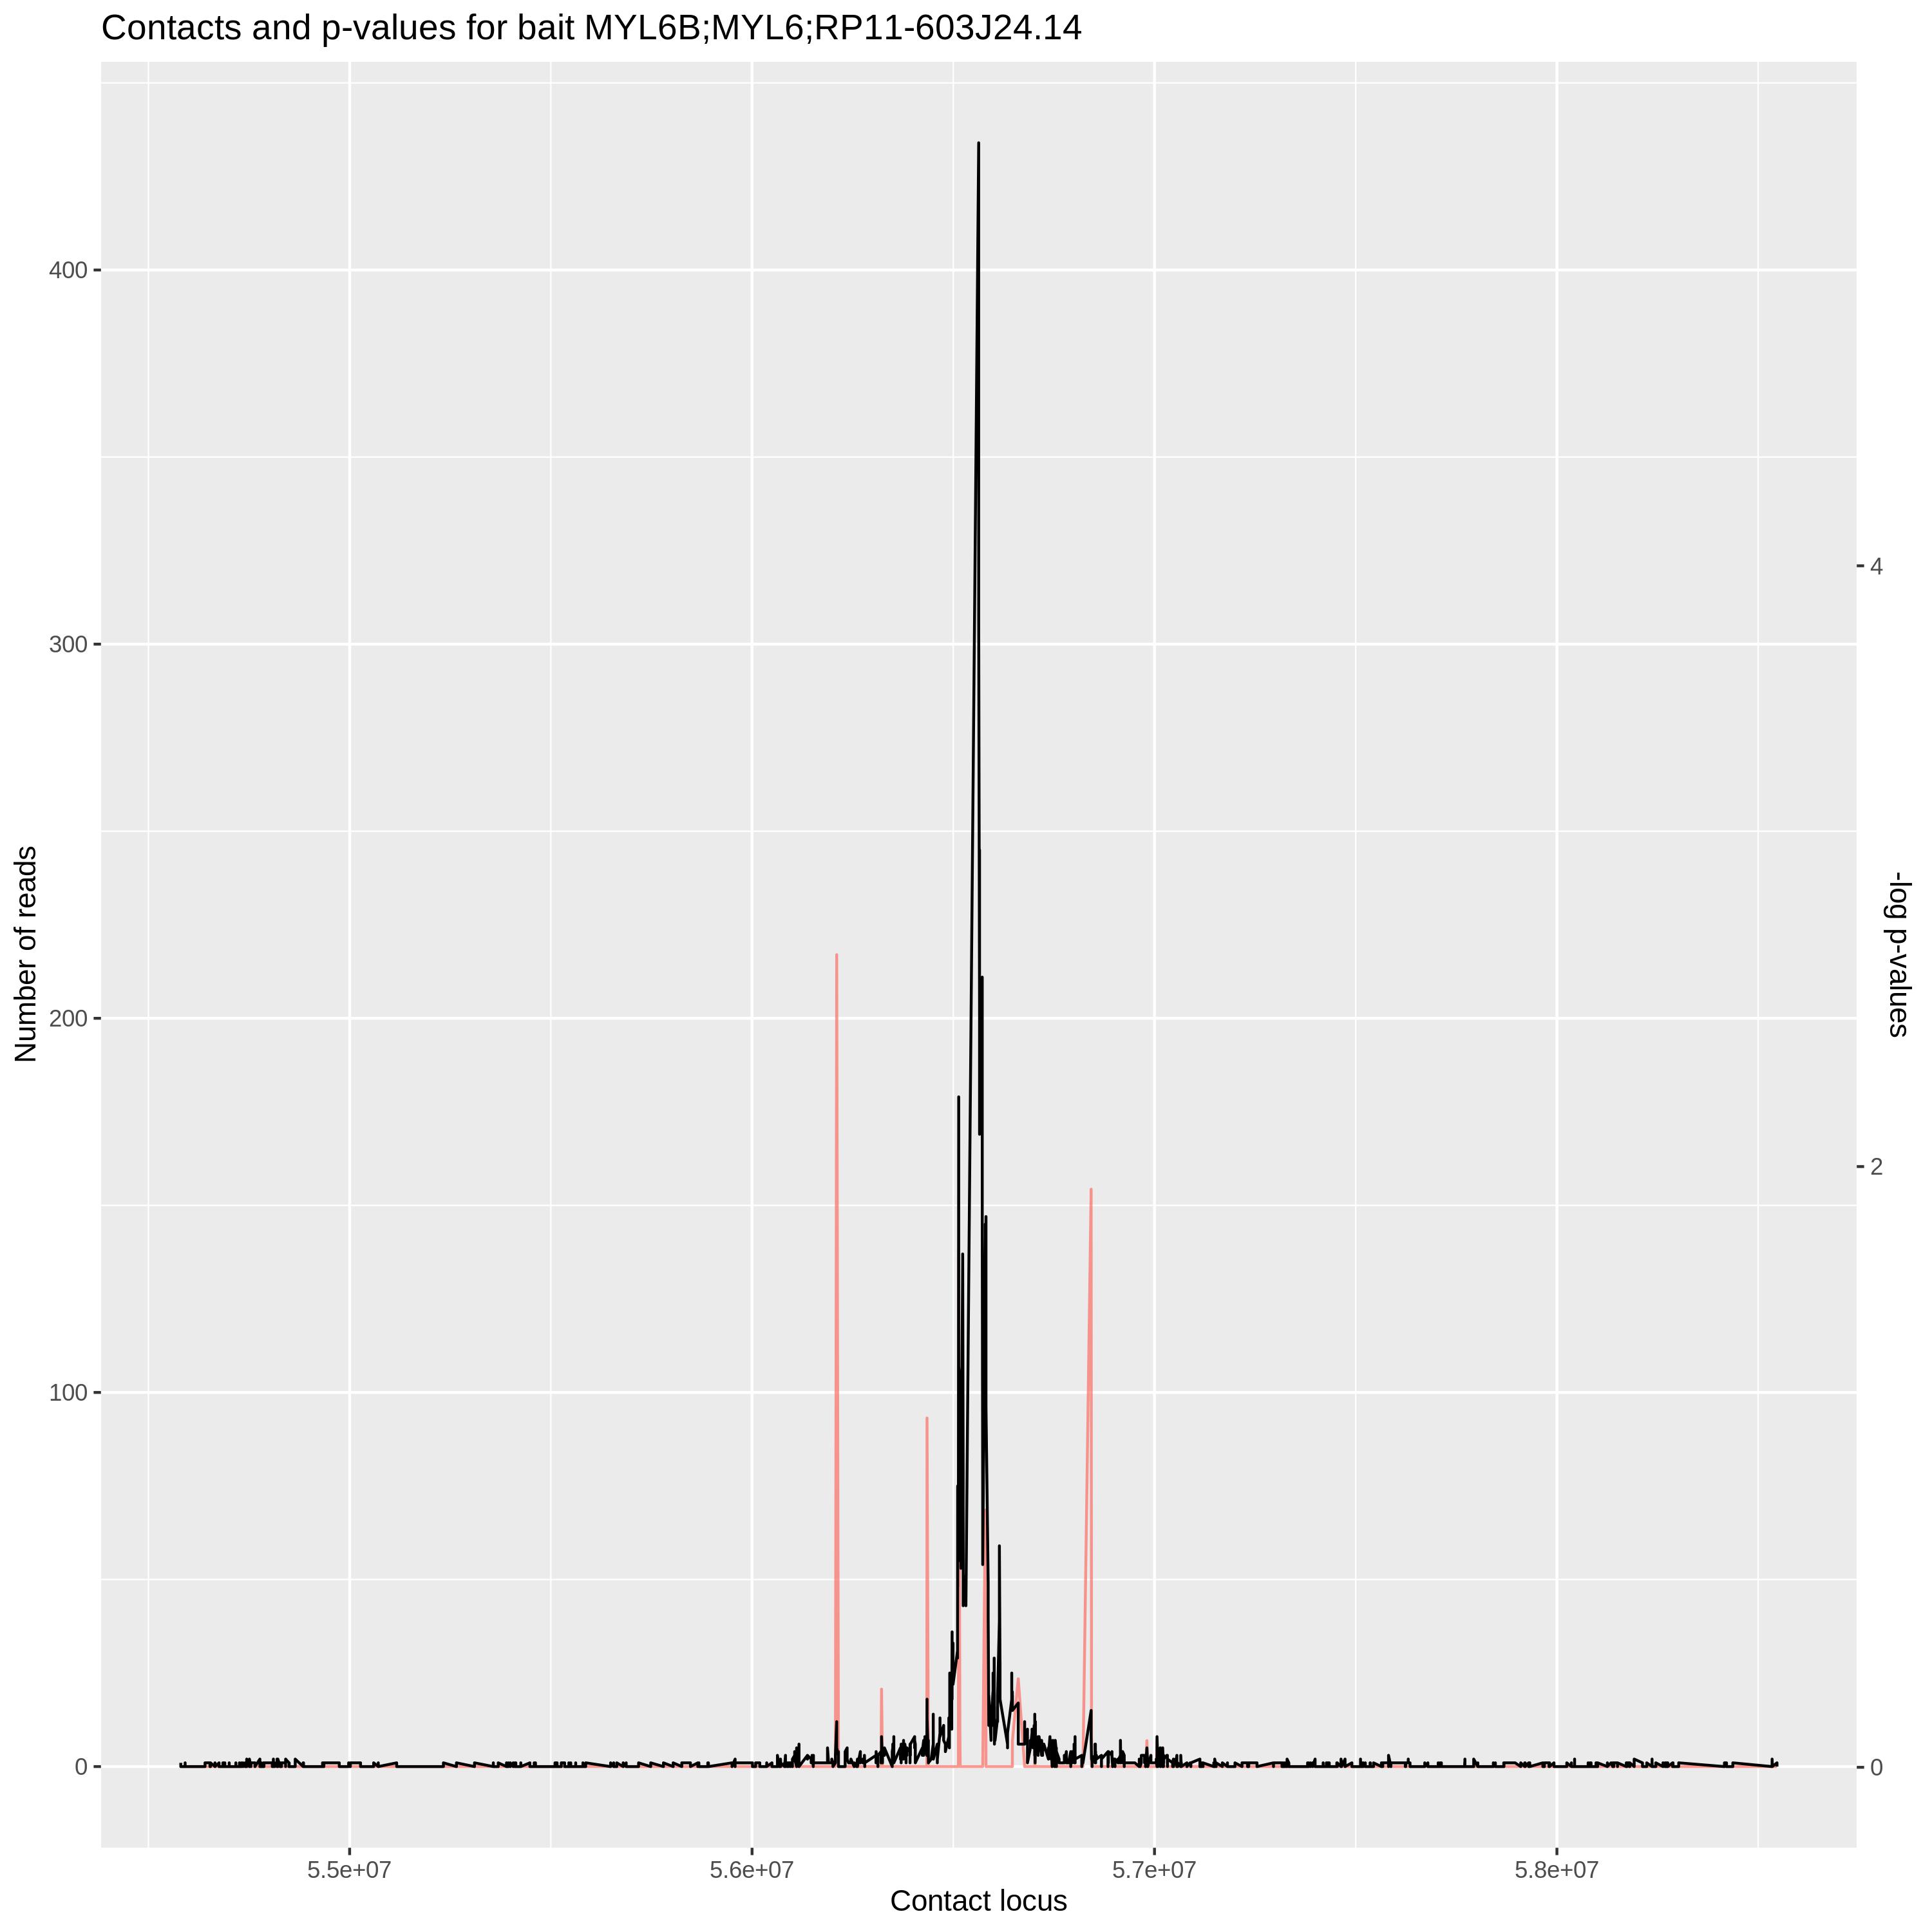 Contacts and p-values for bait MYL6B;MYL6;RP11-603J24.14
400
300
200
100
0
Number of reads
4
2
0
-log p-values
5.5e+07
5.6e+07
5.7e+07
5.8e+07
Contact locus